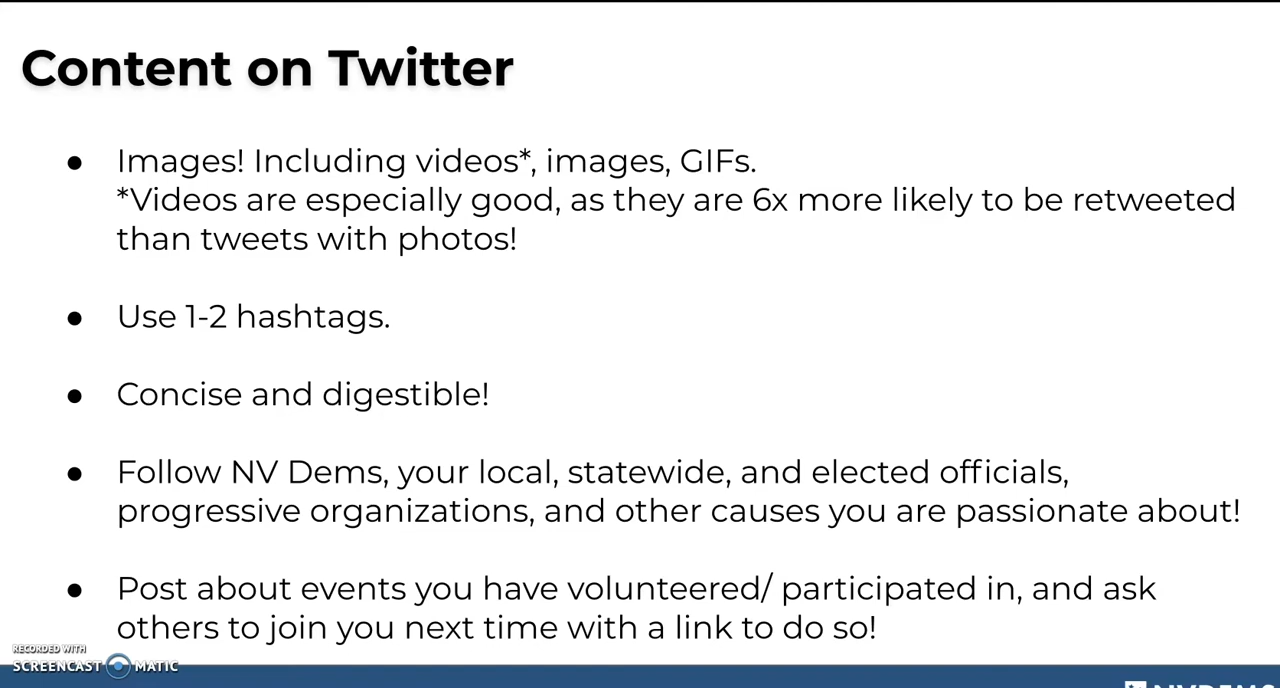 Content on Twitter
● Images! Including videos*, images, GIFs.
*Videos are especially good, as they are 6x more likely to be retweeted
than tweets with photos!
● Use 1-2 hashtags.
● Concise and digestible!
● Follow NV Dems, your local, statewide, and elected officials,
progressive organizations, and other causes you are passionate about!
● Post about events you have volunteered/ participated in, and ask
others to join you next time with a link to do so!
RECORDED WITH
SCREENCAST MATIC